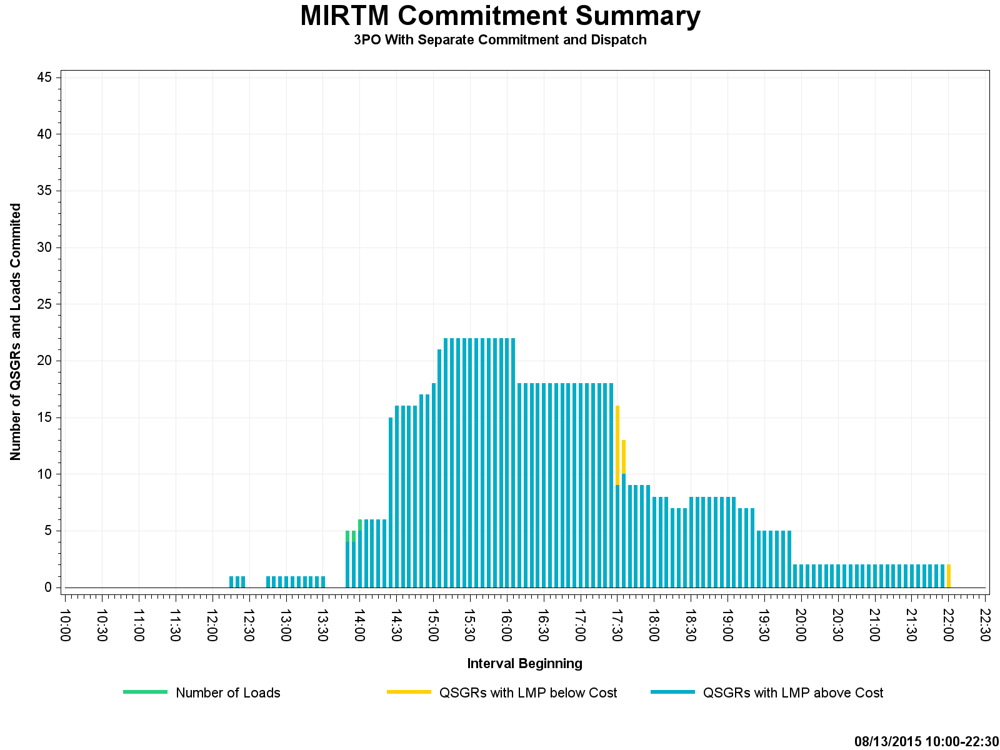 MIRTM Commitment Summary
3PO With Separate Commitment and Dispatch
Number of QSGRs and Loads Commited
45
40
35
30
25
20
15
10
5
0
10:00 10:30 11:00 11:30 12:00 12:30 13:00 13:30 14:00 14:30 15:00 15:30 16:00 16:30 17:00 17:30 18:00 18:30 19:00 19:30 20:00 20:30 21:00 21:30 22:00 22:30
Interval Beginning
Number of Loads QSGRs with LMP below Cost QSGRs with LMP above Cost
08/13/2015 10:00-22:30